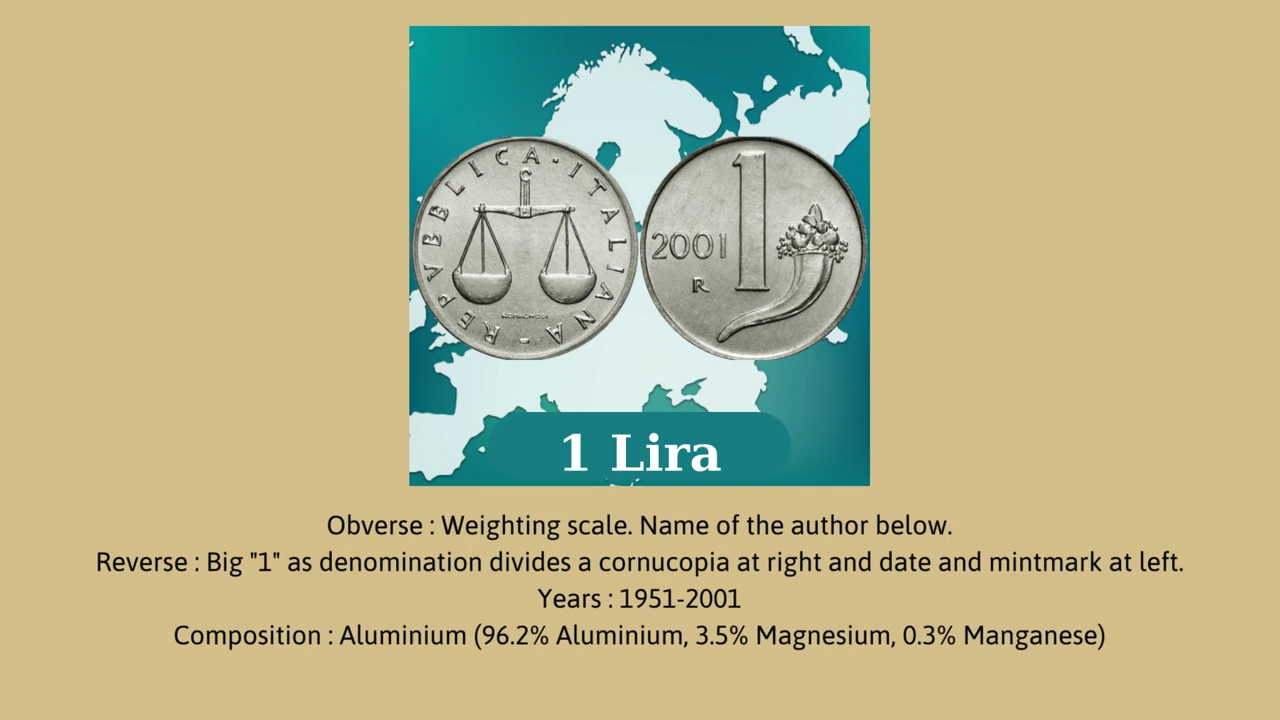 REPVBBLICA·ITALIANA-
ROMAGNOLI
2001
R
1
1 Lira
Obverse : Weighting scale. Name of the author below.
Reverse : Big "1" as denomination divides a cornucopia at right and date and mintmark at left.
Years : 1951-2001
Composition : Aluminium (96.2% Aluminium, 3.5% Magnesium, 0.3% Manganese)